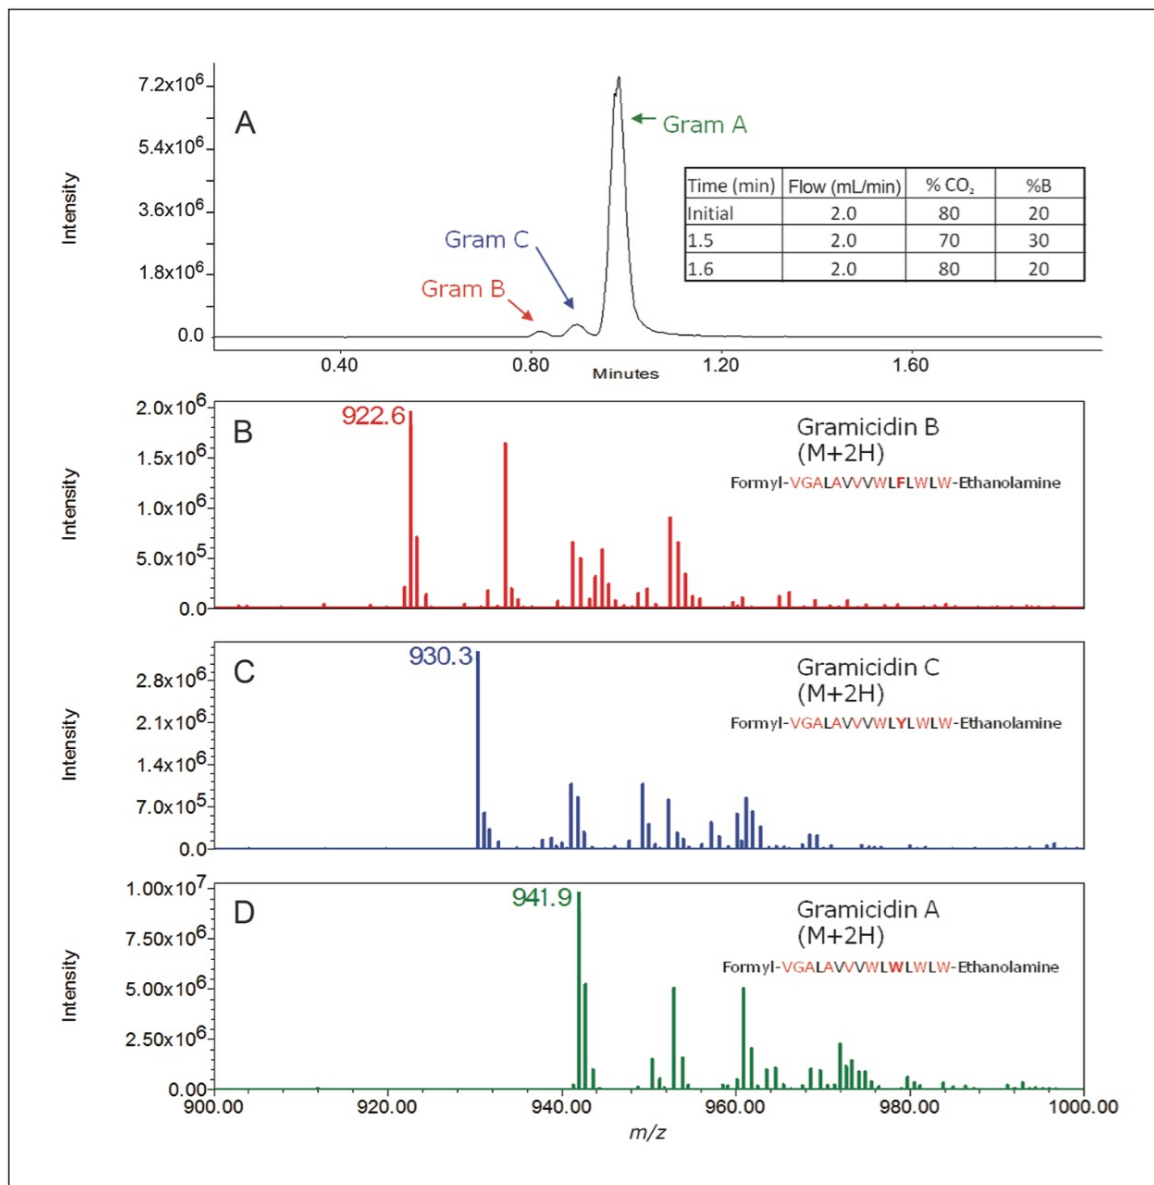 A
Intensity
7.2x10⁶
5.4x10⁶
3.6x10⁶
1.8x10⁶
0.0
Gram A
Gram C
Gram B
Time (min) Flow (mL/min) % CO₂ %B
Initial 2.0 80 20
1.5 2.0 70 30
1.6 2.0 80 20
0.40 0.80 1.20 1.60
Minutes
B
Intensity
2.0x10⁶
1.5x10⁶
1.0x10⁶
5.0x10⁵
0.0
922.6
Gramicidin B
(M+2H)
Formyl-VGALAVVVWLFLWLW-Ethanolamine
C
Intensity
2.8x10⁶
2.1x10⁶
1.4x10⁶
7.0x10⁵
0.0
930.3
Gramicidin C
(M+2H)
Formyl-VGALAVVVWLYLWLW-Ethanolamine
D
Intensity
1.00x10⁷
7.50x10⁶
5.00x10⁶
2.50x10⁶
0.00
941.9
Gramicidin A
(M+2H)
Formyl-VGALAVVVWLWLWLW-Ethanolamine
900.00 920.00 940.00 960.00 980.00 1000.00
m/z